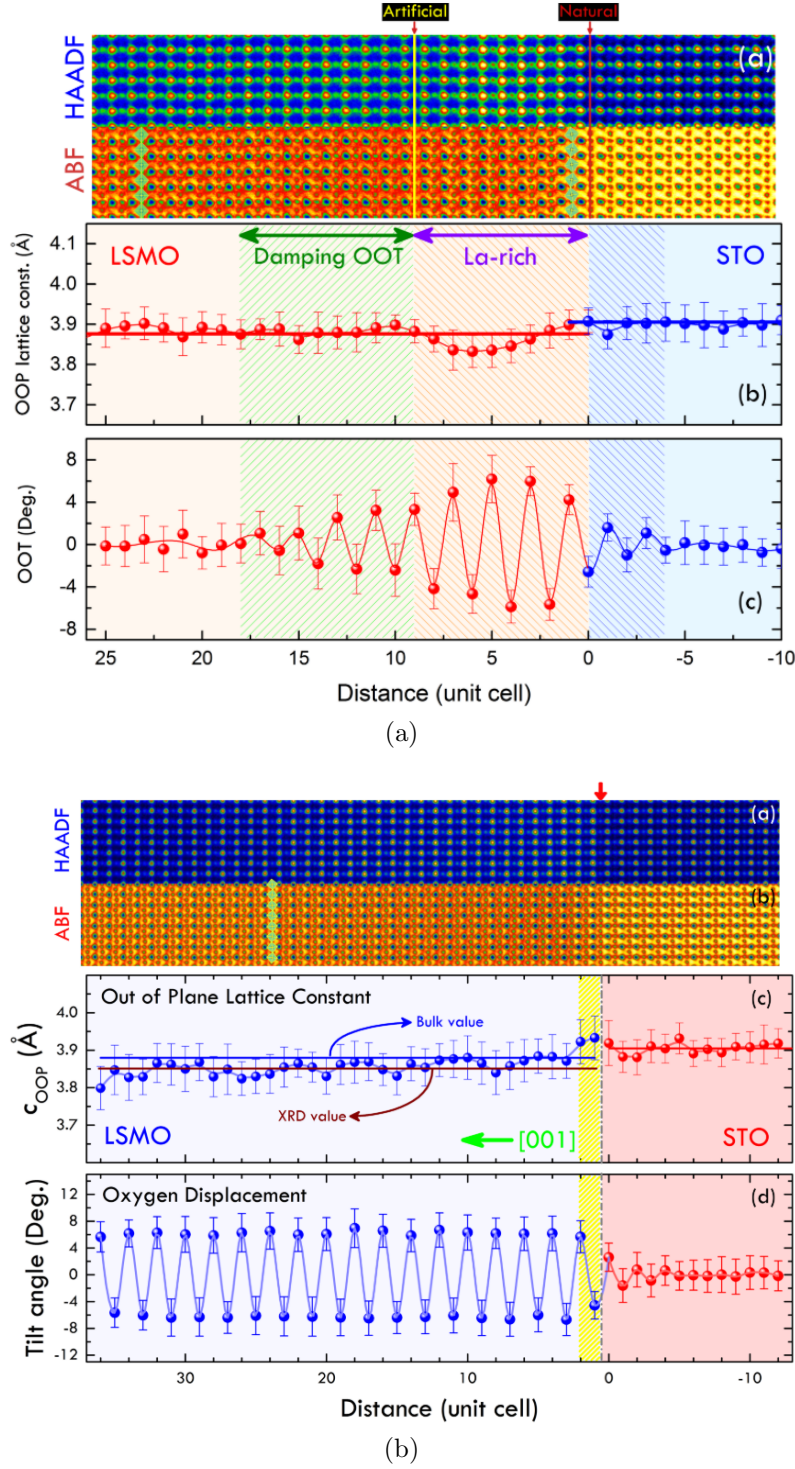 Artificial Natural
(a)
HAADF
ABF
OOP lattice const. (Å)
4.1
4.0
3.9
3.8
3.7
LSMO Damping OOT La-rich STO
(b)
OOT (Deg.)
8
4
0
-4
-8
(c)
25 20 15 10 5 0 -5 -10
Distance (unit cell)
(a)
HAADF
(a)
ABF
(b)
Out of Plane Lattice Constant (c)
c_OOP (Å)
4.0
3.9
3.8
3.7
Bulk value
XRD value
LSMO [001] STO
Oxygen Displacement (d)
Tilt angle (Deg.)
12
8
4
0
-4
-8
-12
30 20 10 0 -10
Distance (unit cell)
(b)